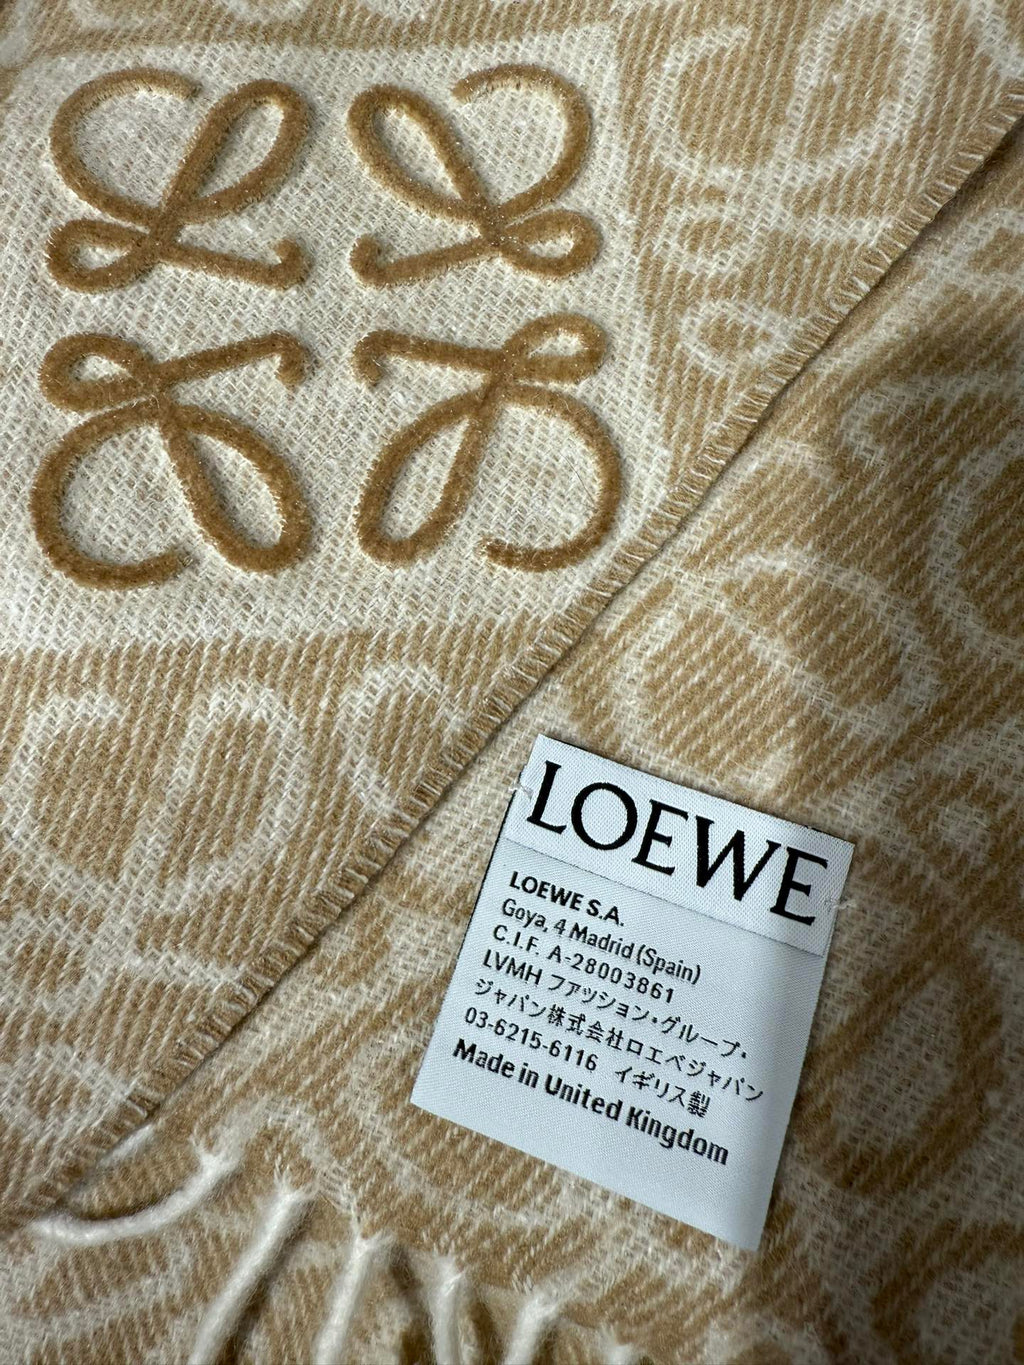 LOEWE
LOEWE S.A.
Goya, 4 Madrid (Spain)
C.I.F. A-28003861
LVMH ファッション・グループ・
ジャパン株式会社ロエベジャパン
03-6215-6116 イギリス製
Made in United Kingdom